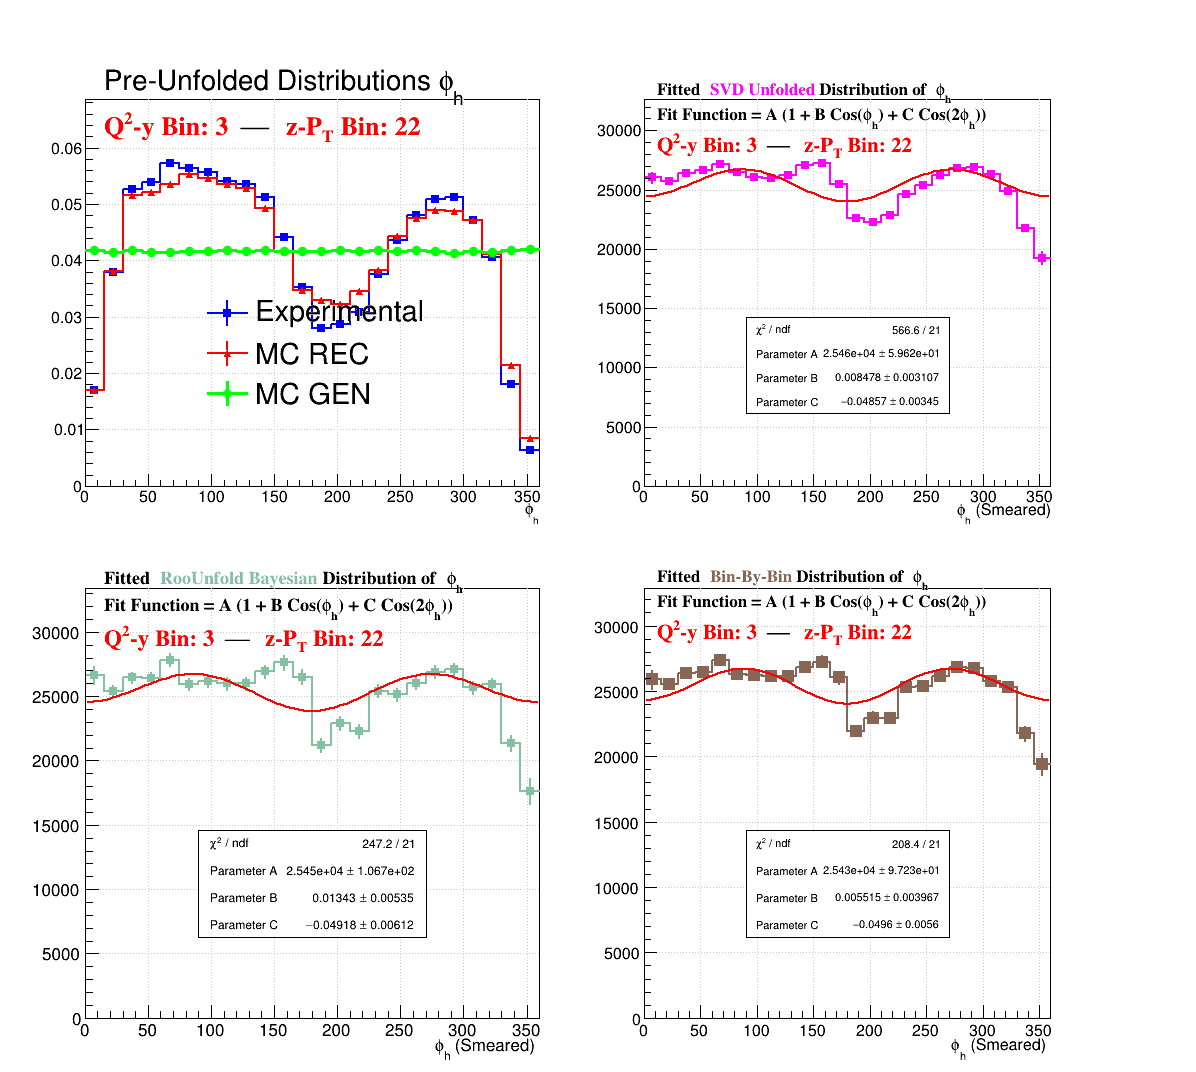 Pre-Unfolded Distributions ϕh
Q²-y Bin: 3 — z-PT Bin: 22
0.06
0.05
0.04
0.03
0.02
0.01
0
Experimental
MC REC
MC GEN
0 50 100 150 200 250 300 350
ϕh
Fitted SVD Unfolded Distribution of ϕh
Fit Function = A (1 + B Cos(ϕh) + C Cos(2ϕh))
Q²-y Bin: 3 — z-PT Bin: 22
30000
25000
20000
15000
10000
5000
0
χ² / ndf 566.6 / 21
Parameter A 2.546e+04 ± 5.962e+01
Parameter B 0.008478 ± 0.003107
Parameter C −0.04857 ± 0.00345
0 50 100 150 200 250 300 350
ϕh (Smeared)
Fitted RooUnfold Bayesian Distribution of ϕh
Fit Function = A (1 + B Cos(ϕh) + C Cos(2ϕh))
Q²-y Bin: 3 — z-PT Bin: 22
30000
25000
20000
15000
10000
5000
0
χ² / ndf 247.2 / 21
Parameter A 2.545e+04 ± 1.067e+02
Parameter B 0.01343 ± 0.00535
Parameter C −0.04918 ± 0.00612
0 50 100 150 200 250 300 350
ϕh (Smeared)
Fitted Bin-By-Bin Distribution of ϕh
Fit Function = A (1 + B Cos(ϕh) + C Cos(2ϕh))
Q²-y Bin: 3 — z-PT Bin: 22
30000
25000
20000
15000
10000
5000
0
χ² / ndf 208.4 / 21
Parameter A 2.543e+04 ± 9.723e+01
Parameter B 0.005515 ± 0.003967
Parameter C −0.0496 ± 0.0056
0 50 100 150 200 250 300 350
ϕh (Smeared)